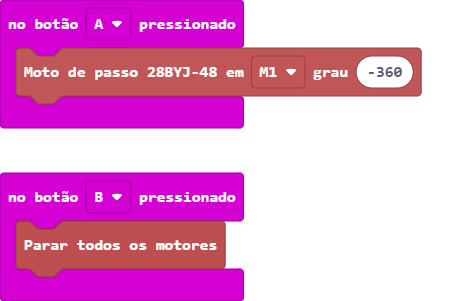 no botão A pressionado
Moto de passo 28BYJ-48 em M1 grau -360
no botão B pressionado
Parar todos os motores